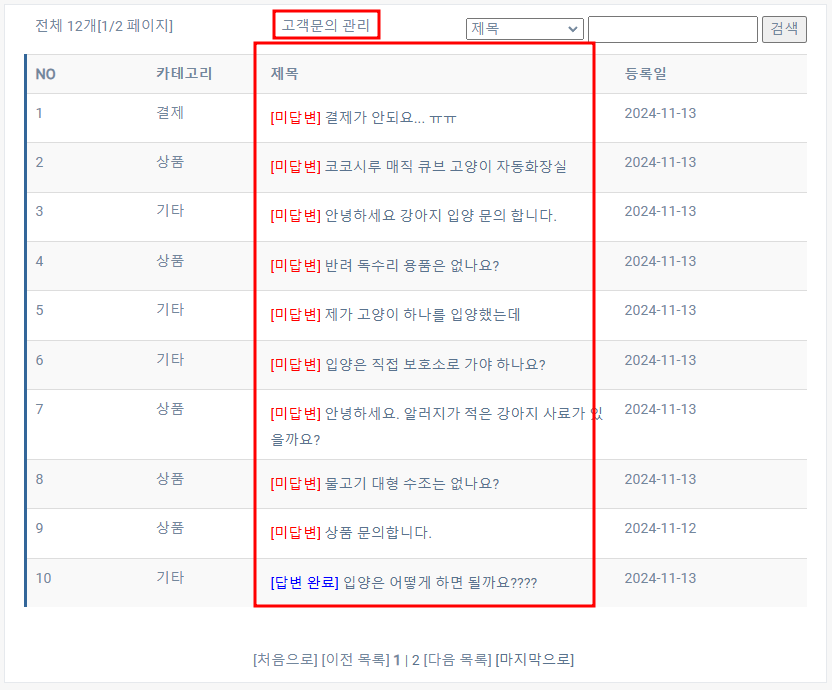 전체 12개[1/2 페이지] 고객문의 관리 제목 검색
NO 카테고리 제목 등록일
1 결제 [미답변] 결제가 안되요... ㅠㅠ 2024-11-13
2 상품 [미답변] 코코시루 매직 큐브 고양이 자동화장실 2024-11-13
3 기타 [미답변] 안녕하세요 강아지 입양 문의 합니다. 2024-11-13
4 상품 [미답변] 반려 독수리 용품은 없나요? 2024-11-13
5 기타 [미답변] 제가 고양이 하나를 입양했는데 2024-11-13
6 기타 [미답변] 입양은 직접 보호소로 가야 하나요? 2024-11-13
7 상품 [미답변] 안녕하세요. 알러지가 적은 강아지 사료가 있 2024-11-13
을까요?
8 상품 [미답변] 물고기 대형 수조는 없나요? 2024-11-13
9 상품 [미답변] 상품 문의합니다. 2024-11-12
10 기타 [답변 완료] 입양은 어떻게 하면 될까요???? 2024-11-13
[처음으로] [이전 목록] 1 | 2 [다음 목록] [마지막으로]